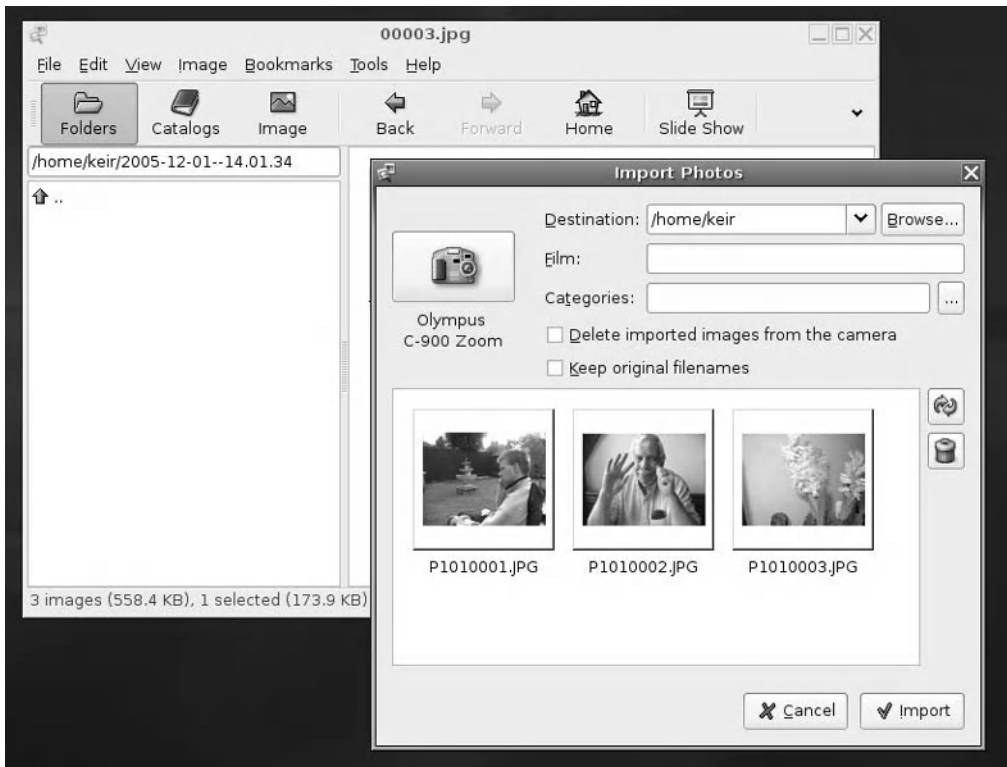 00003.jpg
File Edit View Image Bookmarks Tools Help
Folders Catalogs Image Back Forward Home Slide Show
/home/keir/2005-12-01--14.01.34
..
3 images (558.4 KB), 1 selected (173.9 KB)
Import Photos
Olympus
C-900 Zoom
Destination: /home/keir Browse...
Film:
Categories: ...
Delete imported images from the camera
Keep original filenames
P1010001.JPG P1010002.JPG P1010003.JPG
Cancel Import